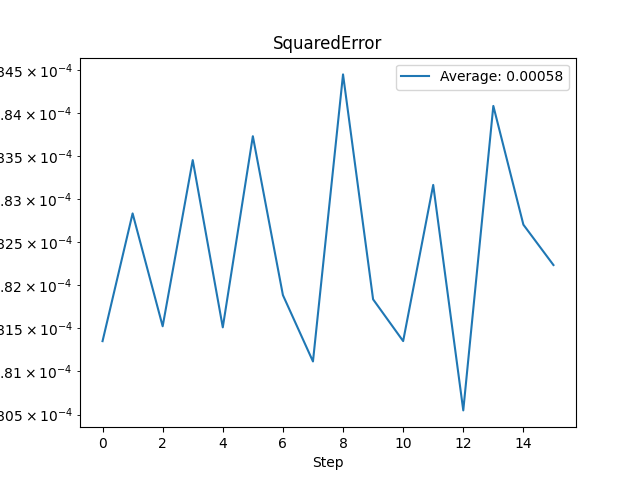 SquaredError
Average: 0.00058
845 × 10⁻⁴
.84 × 10⁻⁴
835 × 10⁻⁴
.83 × 10⁻⁴
825 × 10⁻⁴
.82 × 10⁻⁴
815 × 10⁻⁴
.81 × 10⁻⁴
805 × 10⁻⁴
0 2 4 6 8 10 12 14
Step